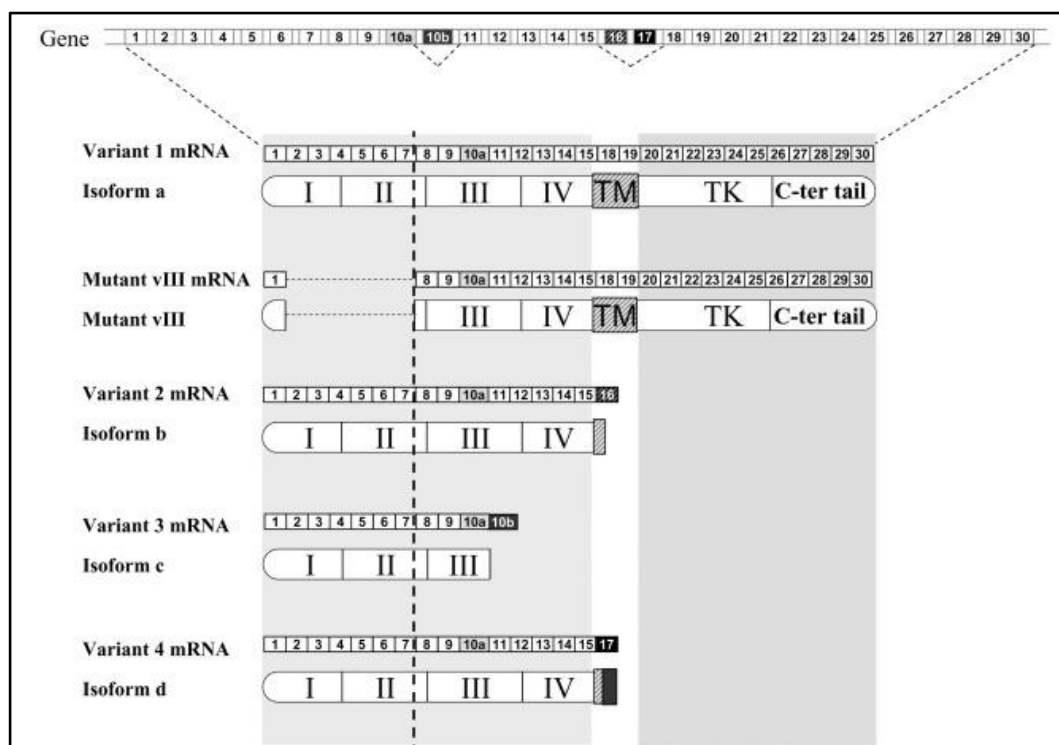 Gene 1 2 3 4 5 6 7 8 9 10a 10b 11 12 13 14 15 16 17 18 19 20 21 22 23 24 25 26 27 28 29 30
Variant 1 mRNA 1 2 3 4 5 6 7 8 9 10a 11 12 13 14 15 18 19 20 21 22 23 24 25 26 27 28 29 30
Isoform a I II III IV TM TK C-ter tail
Mutant vIII mRNA 1 8 9 10a 11 12 13 14 15 18 19 20 21 22 23 24 25 26 27 28 29 30
Mutant vIII III IV TM TK C-ter tail
Variant 2 mRNA 1 2 3 4 5 6 7 8 9 10a 11 12 13 14 15 16
Isoform b I II III IV
Variant 3 mRNA 1 2 3 4 5 6 7 8 9 10a 10b
Isoform c I II III
Variant 4 mRNA 1 2 3 4 5 6 7 8 9 10a 11 12 13 14 15 17
Isoform d I II III IV